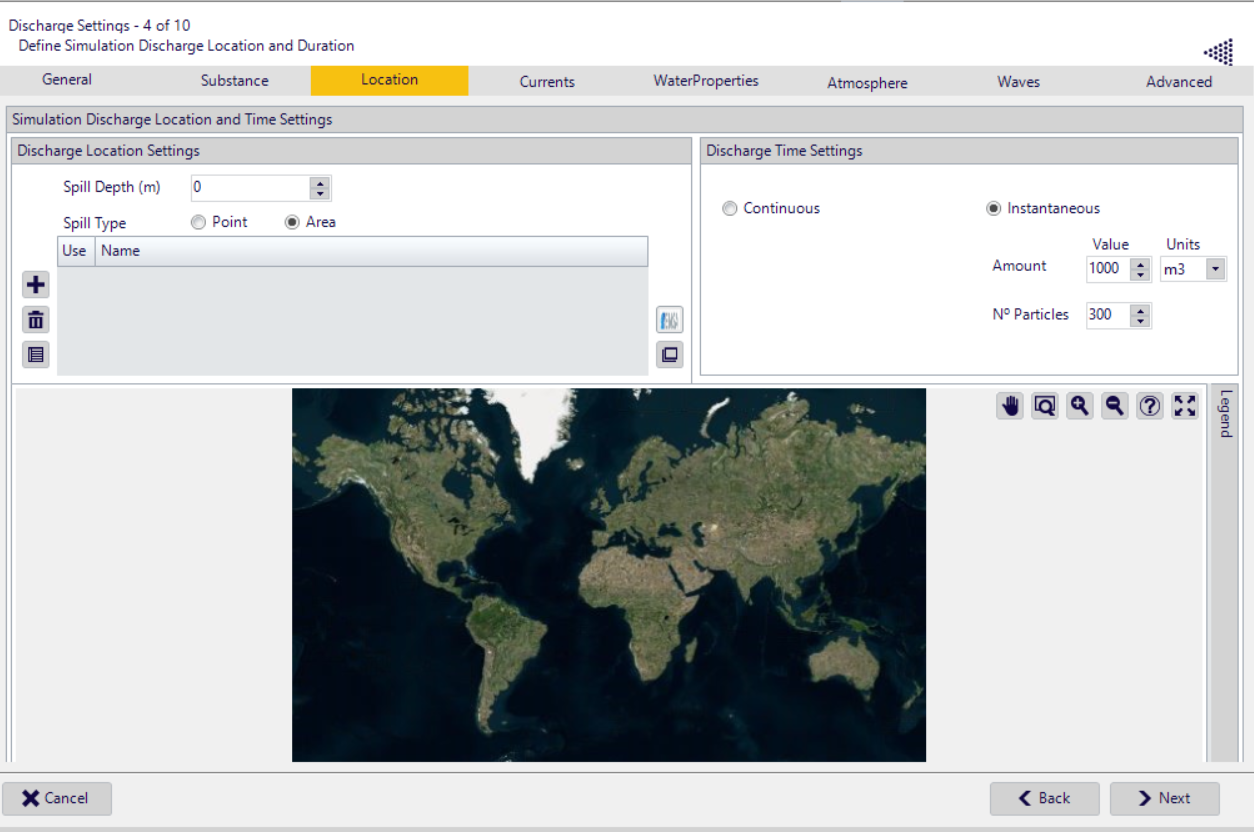 Discharge Settings - 4 of 10
Define Simulation Discharge Location and Duration
General Substance Location Currents WaterProperties Atmosphere Waves Advanced
Simulation Discharge Location and Time Settings
Discharge Location Settings
Spill Depth (m) 0
Spill Type Point Area
Use Name
Discharge Time Settings
Continuous Instantaneous
Value Units
Amount 1000 m3
Nº Particles 300
Legend
Cancel Back Next